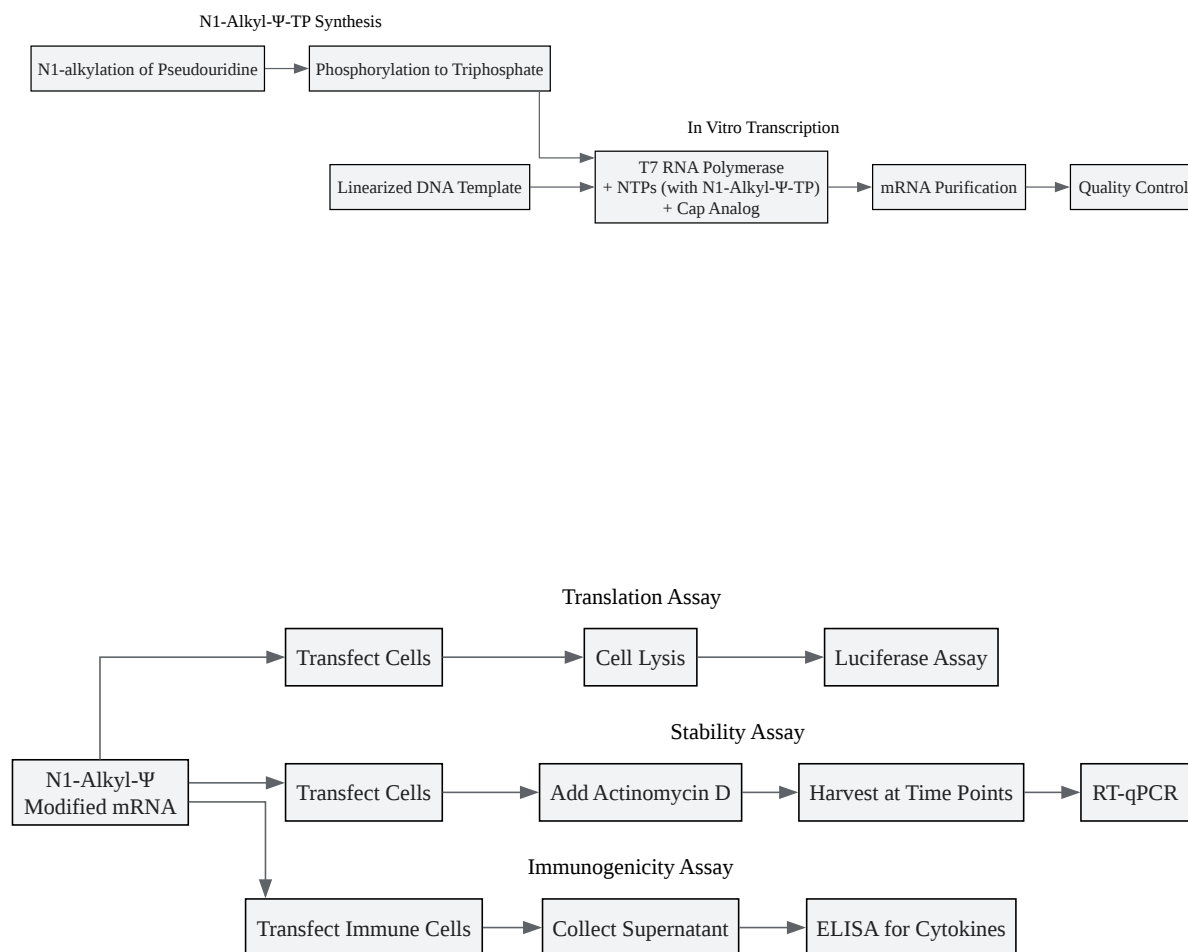 N1-Alkyl-Ψ-TP Synthesis
N1-alkylation of Pseudouridine
Phosphorylation to Triphosphate
In Vitro Transcription
Linearized DNA Template
T7 RNA Polymerase
+ NTPs (with N1-Alkyl-Ψ-TP)
+ Cap Analog
mRNA Purification
Quality Control
Translation Assay
Transfect Cells
Cell Lysis
Luciferase Assay
Stability Assay
N1-Alkyl-Ψ
Modified mRNA
Transfect Cells
Add Actinomycin D
Harvest at Time Points
RT-qPCR
Immunogenicity Assay
Transfect Immune Cells
Collect Supernatant
ELISA for Cytokines